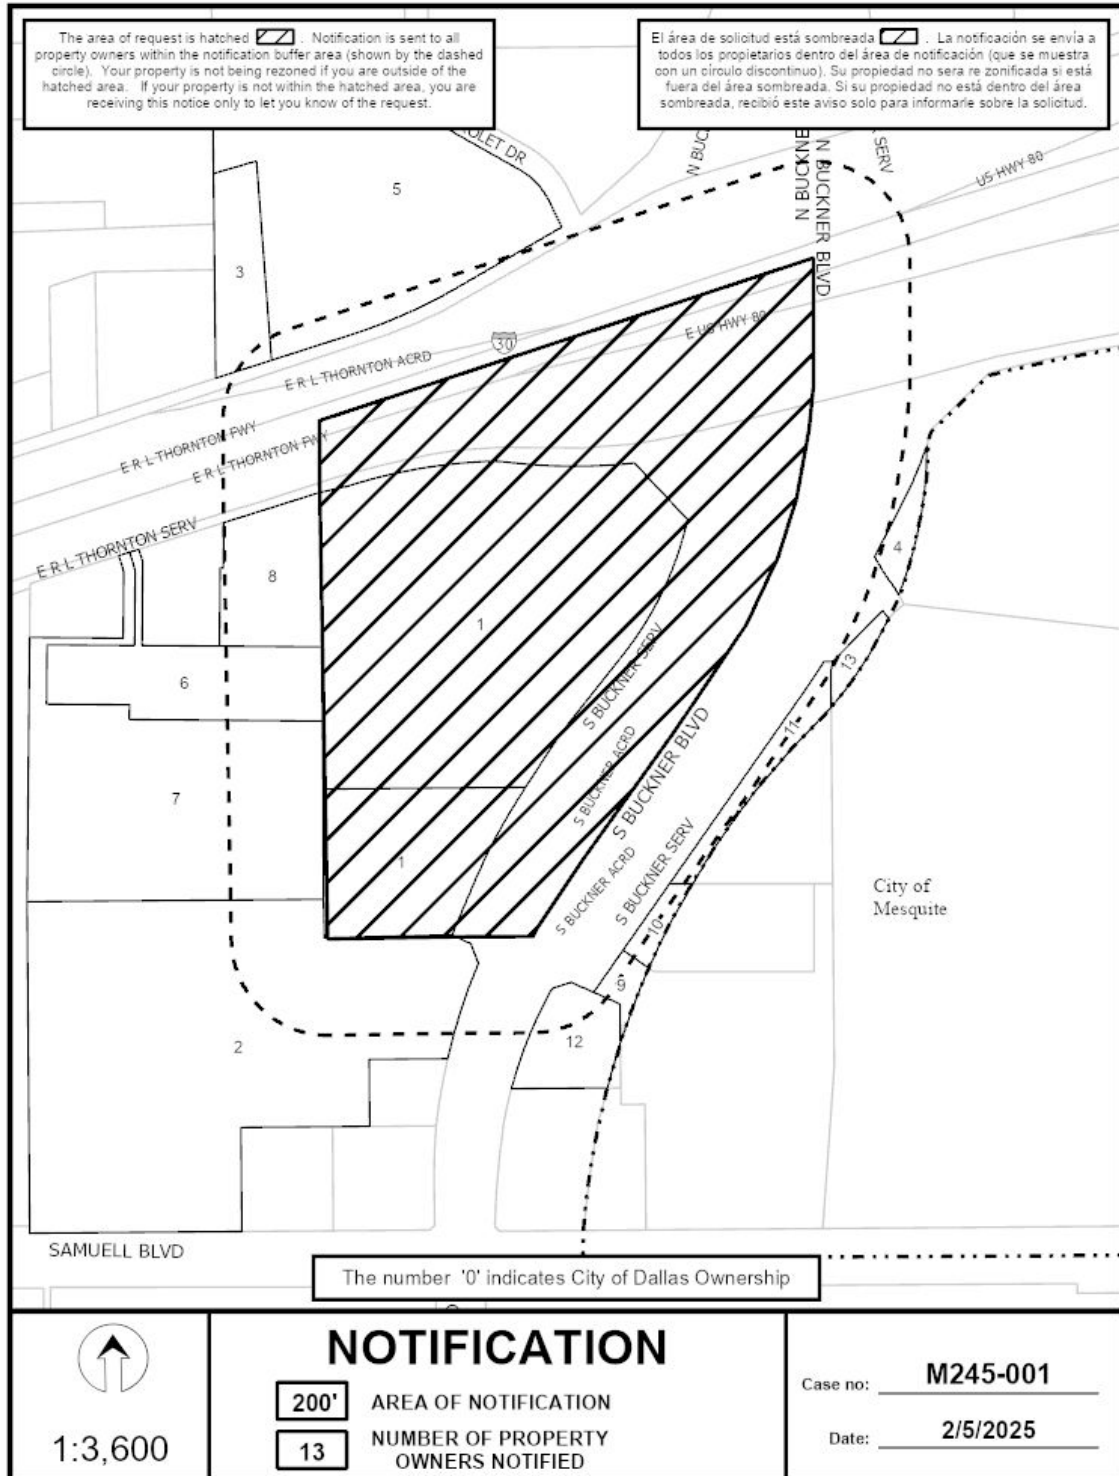 The area of request is hatched . Notification is sent to all
property owners within the notification buffer area (shown by the dashed
circle). Your property is not being rezoned if you are outside of the
hatched area. If your property is not within the hatched area, you are
receiving this notice only to let you know of the request.
El área de solicitud está sombreada . La notificación se envía a
todos los propietarios dentro del área de notificación (que se muestra
con un círculo discontinuo). Su propiedad no sera re zonificada si está
fuera del área sombreada. Si su propiedad no está dentro del área
sombreada, recibió este aviso solo para informarle sobre la solicitud.
OLET DR
N BUC
N BUCKNE
N BUCKNER BLVD
SERV
US HWY 80
5
3
30
E US HWY 80
E R L THORNTON ACRD
E R L THORNTON FWY
E R L THORNTON FWY
E R L THORNTON SERV
4
8
1
S BUCKNER SERV
13
6
11
S BUCKNER ACRD
S BUCKNER BLVD
7
1
S BUCKNER SERV
S BUCKNER ACRD
City of
Mesquite
10
9
2
12
SAMUELL BLVD
The number '0' indicates City of Dallas Ownership
1:3,600
NOTIFICATION
200' AREA OF NOTIFICATION
13 NUMBER OF PROPERTY
OWNERS NOTIFIED
Case no: M245-001
Date: 2/5/2025